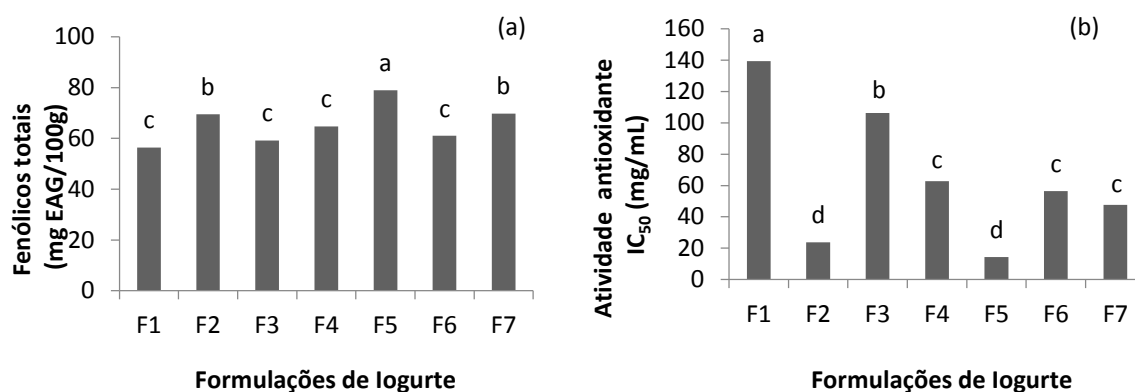 (a)
Fenólicos totais
(mg EAG/100g)
100
80
60
40
20
0
c
b
c
c
a
c
b
F1 F2 F3 F4 F5 F6 F7
Formulações de Iogurte
(b)
Atividade antioxidante
IC50 (mg/mL)
160
140
120
100
80
60
40
20
0
a
d
b
c
d
c
c
F1 F2 F3 F4 F5 F6 F7
Formulações de Iogurte